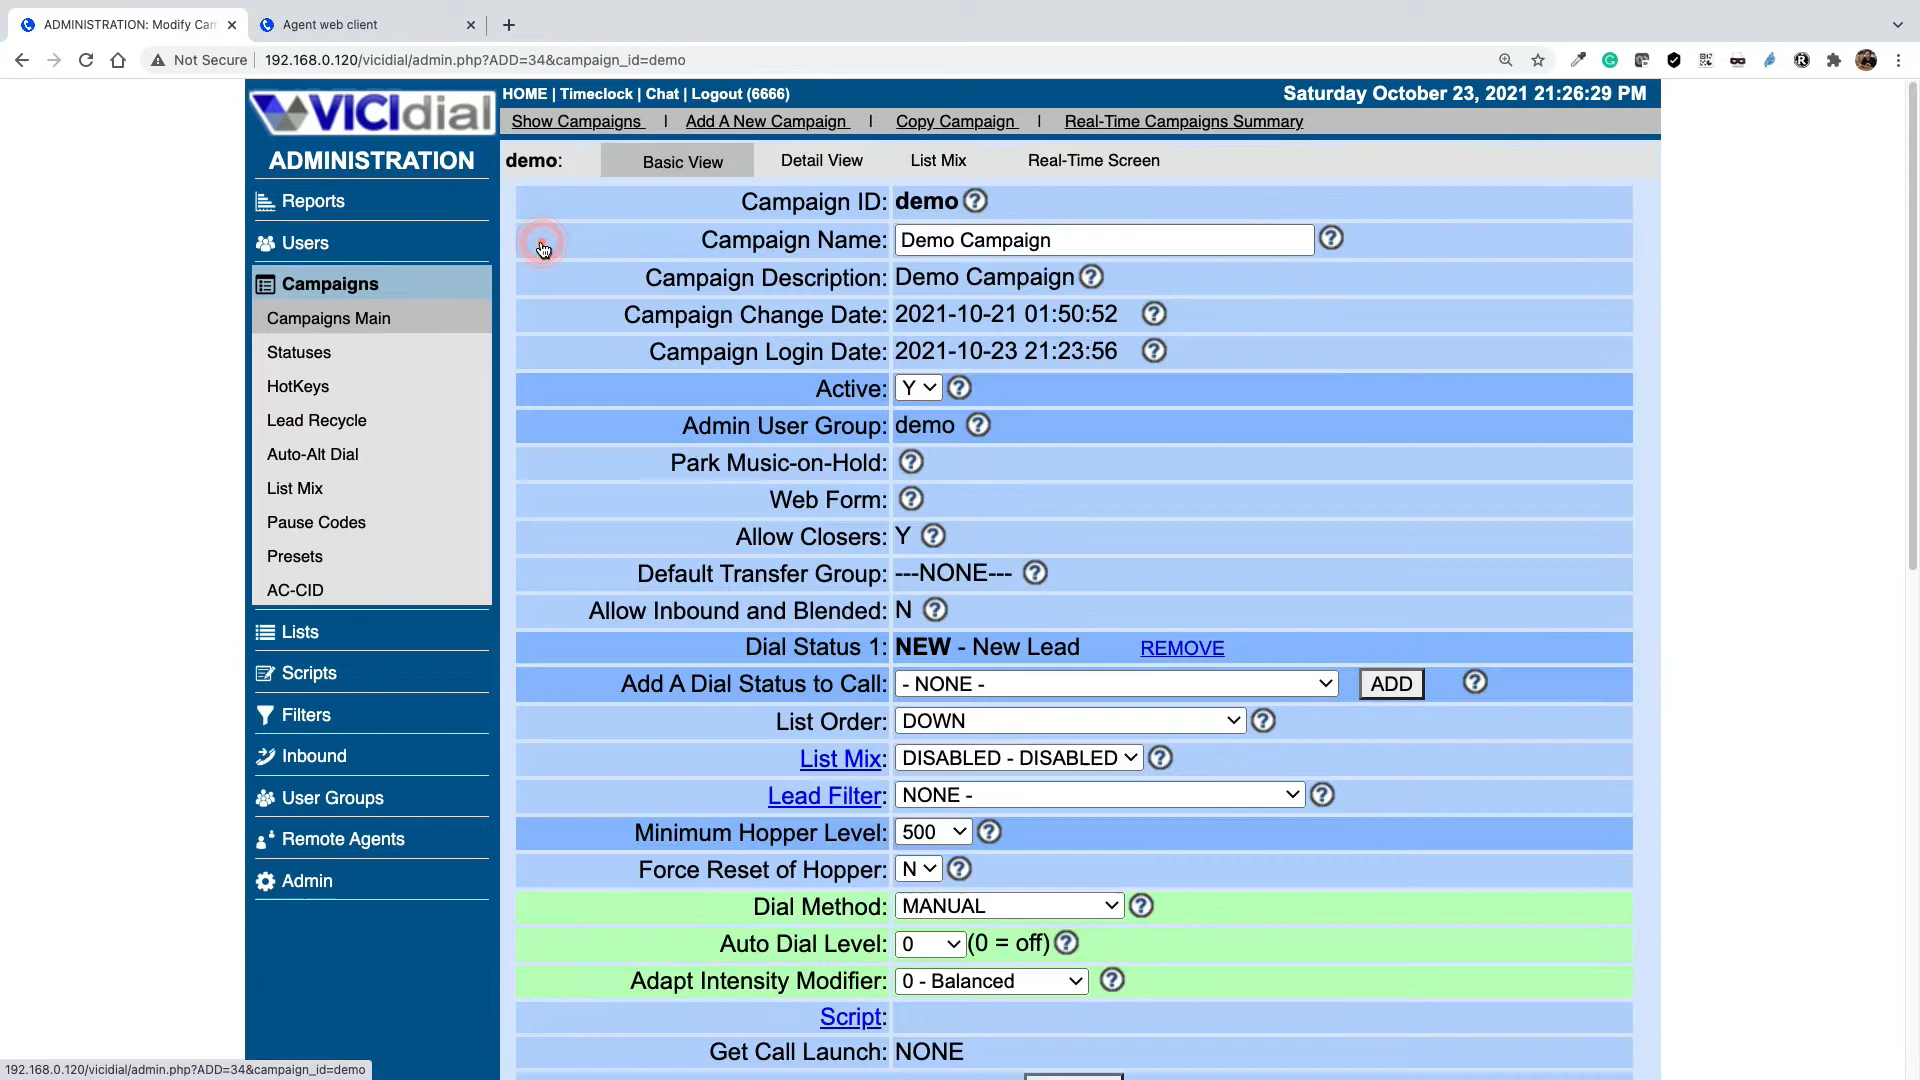 ADMINISTRATION: Modify Cam
Agent web client
Not Secure
192.168.0.120/vicidial/admin.php?ADD=34&campaign_id=demo
VICIdial
HOME | Timeclock | Chat | Logout (6666)
Saturday October 23, 2021 21:26:29 PM
Show Campaigns | Add A New Campaign | Copy Campaign | Real-Time Campaigns Summary
ADMINISTRATION
Reports
Users
Campaigns
Campaigns Main
Statuses
HotKeys
Lead Recycle
Auto-Alt Dial
List Mix
Pause Codes
Presets
AC-CID
Lists
Scripts
Filters
Inbound
User Groups
Remote Agents
Admin
demo: Basic View Detail View List Mix Real-Time Screen
Campaign ID: demo
Campaign Name: Demo Campaign
Campaign Description: Demo Campaign
Campaign Change Date: 2021-10-21 01:50:52
Campaign Login Date: 2021-10-23 21:23:56
Active: Y
Admin User Group: demo
Park Music-on-Hold:
Web Form:
Allow Closers: Y
Default Transfer Group: ---NONE---
Allow Inbound and Blended: N
Dial Status 1: NEW - New Lead REMOVE
Add A Dial Status to Call: - NONE - ADD
List Order: DOWN
List Mix: DISABLED - DISABLED
Lead Filter: NONE -
Minimum Hopper Level: 500
Force Reset of Hopper: N
Dial Method: MANUAL
Auto Dial Level: 0 (0 = off)
Adapt Intensity Modifier: 0 - Balanced
Script:
Get Call Launch: NONE
192.168.0.120/vicidial/admin.php?ADD=34&campaign_id=demo